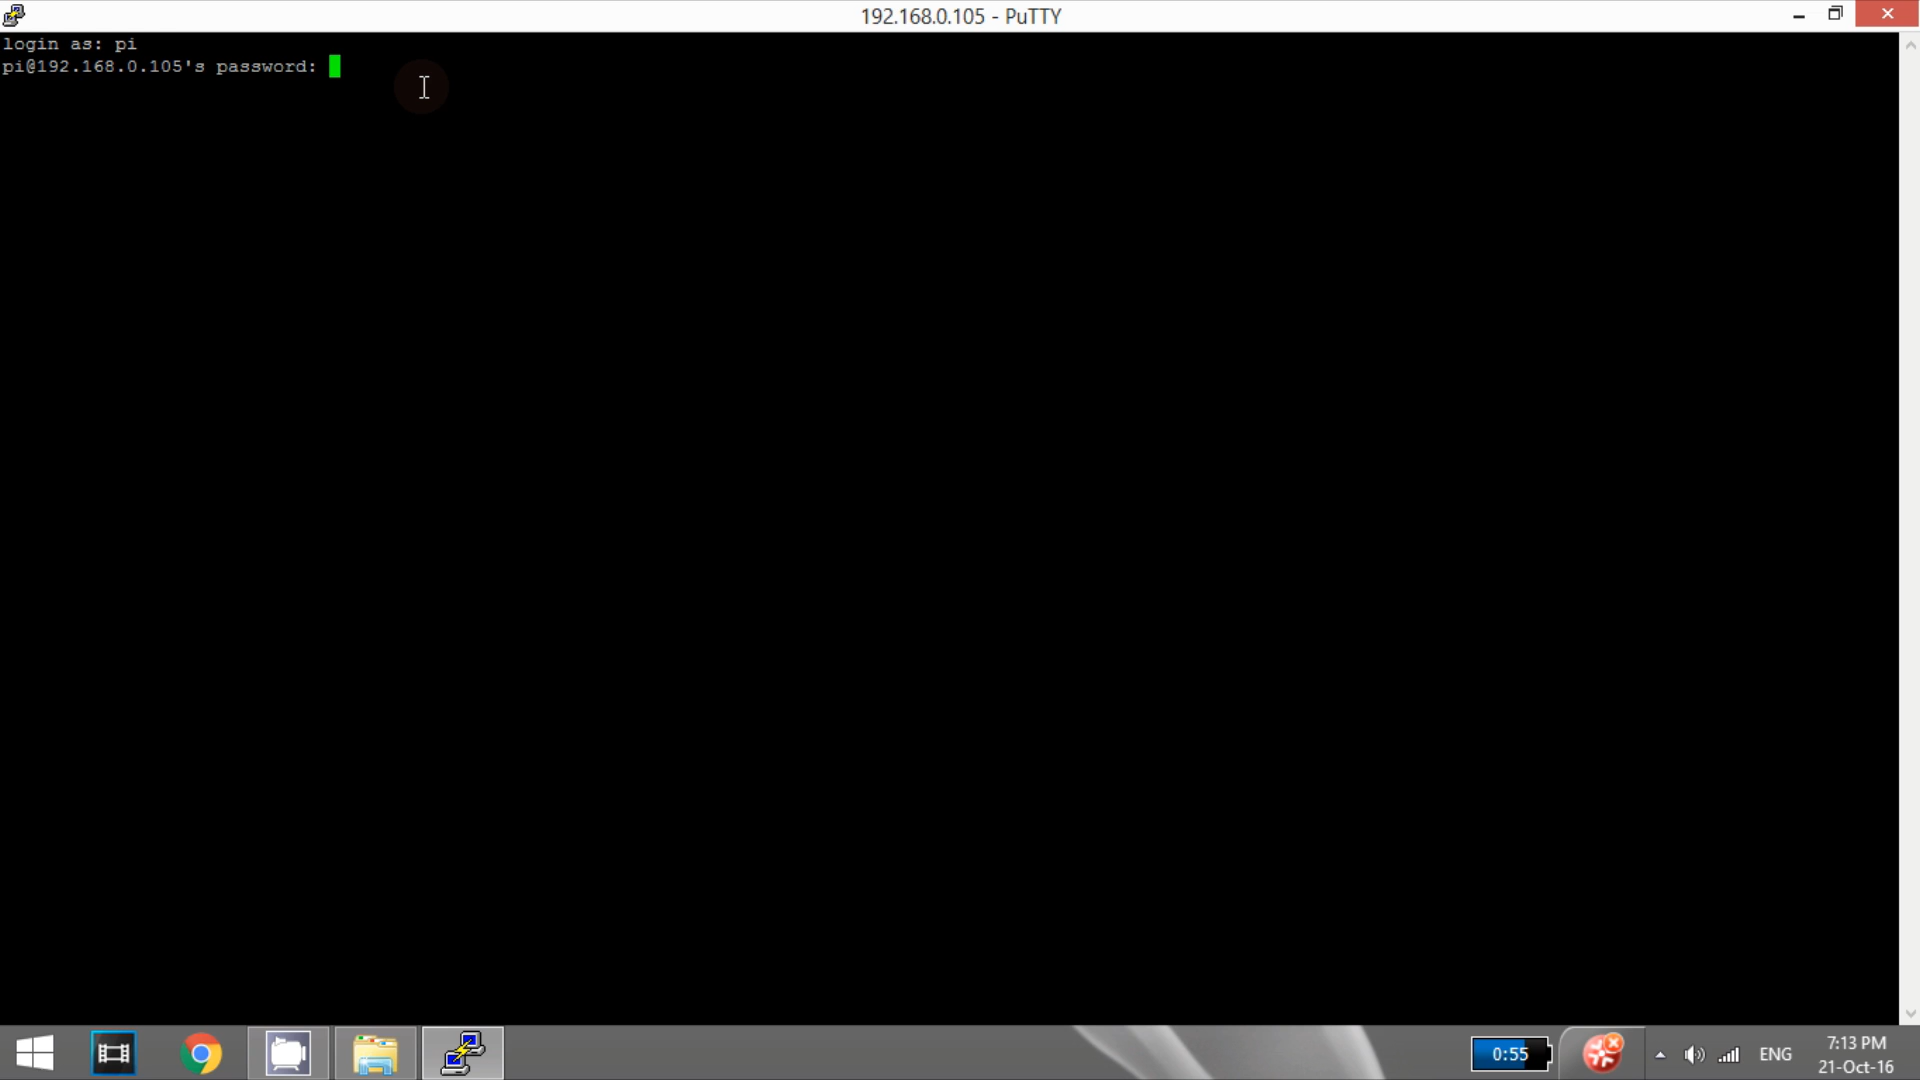 192.168.0.105 - PuTTY
login as: pi
pi@192.168.0.105's password:
0:55
ENG
7:13 PM
21-Oct-16